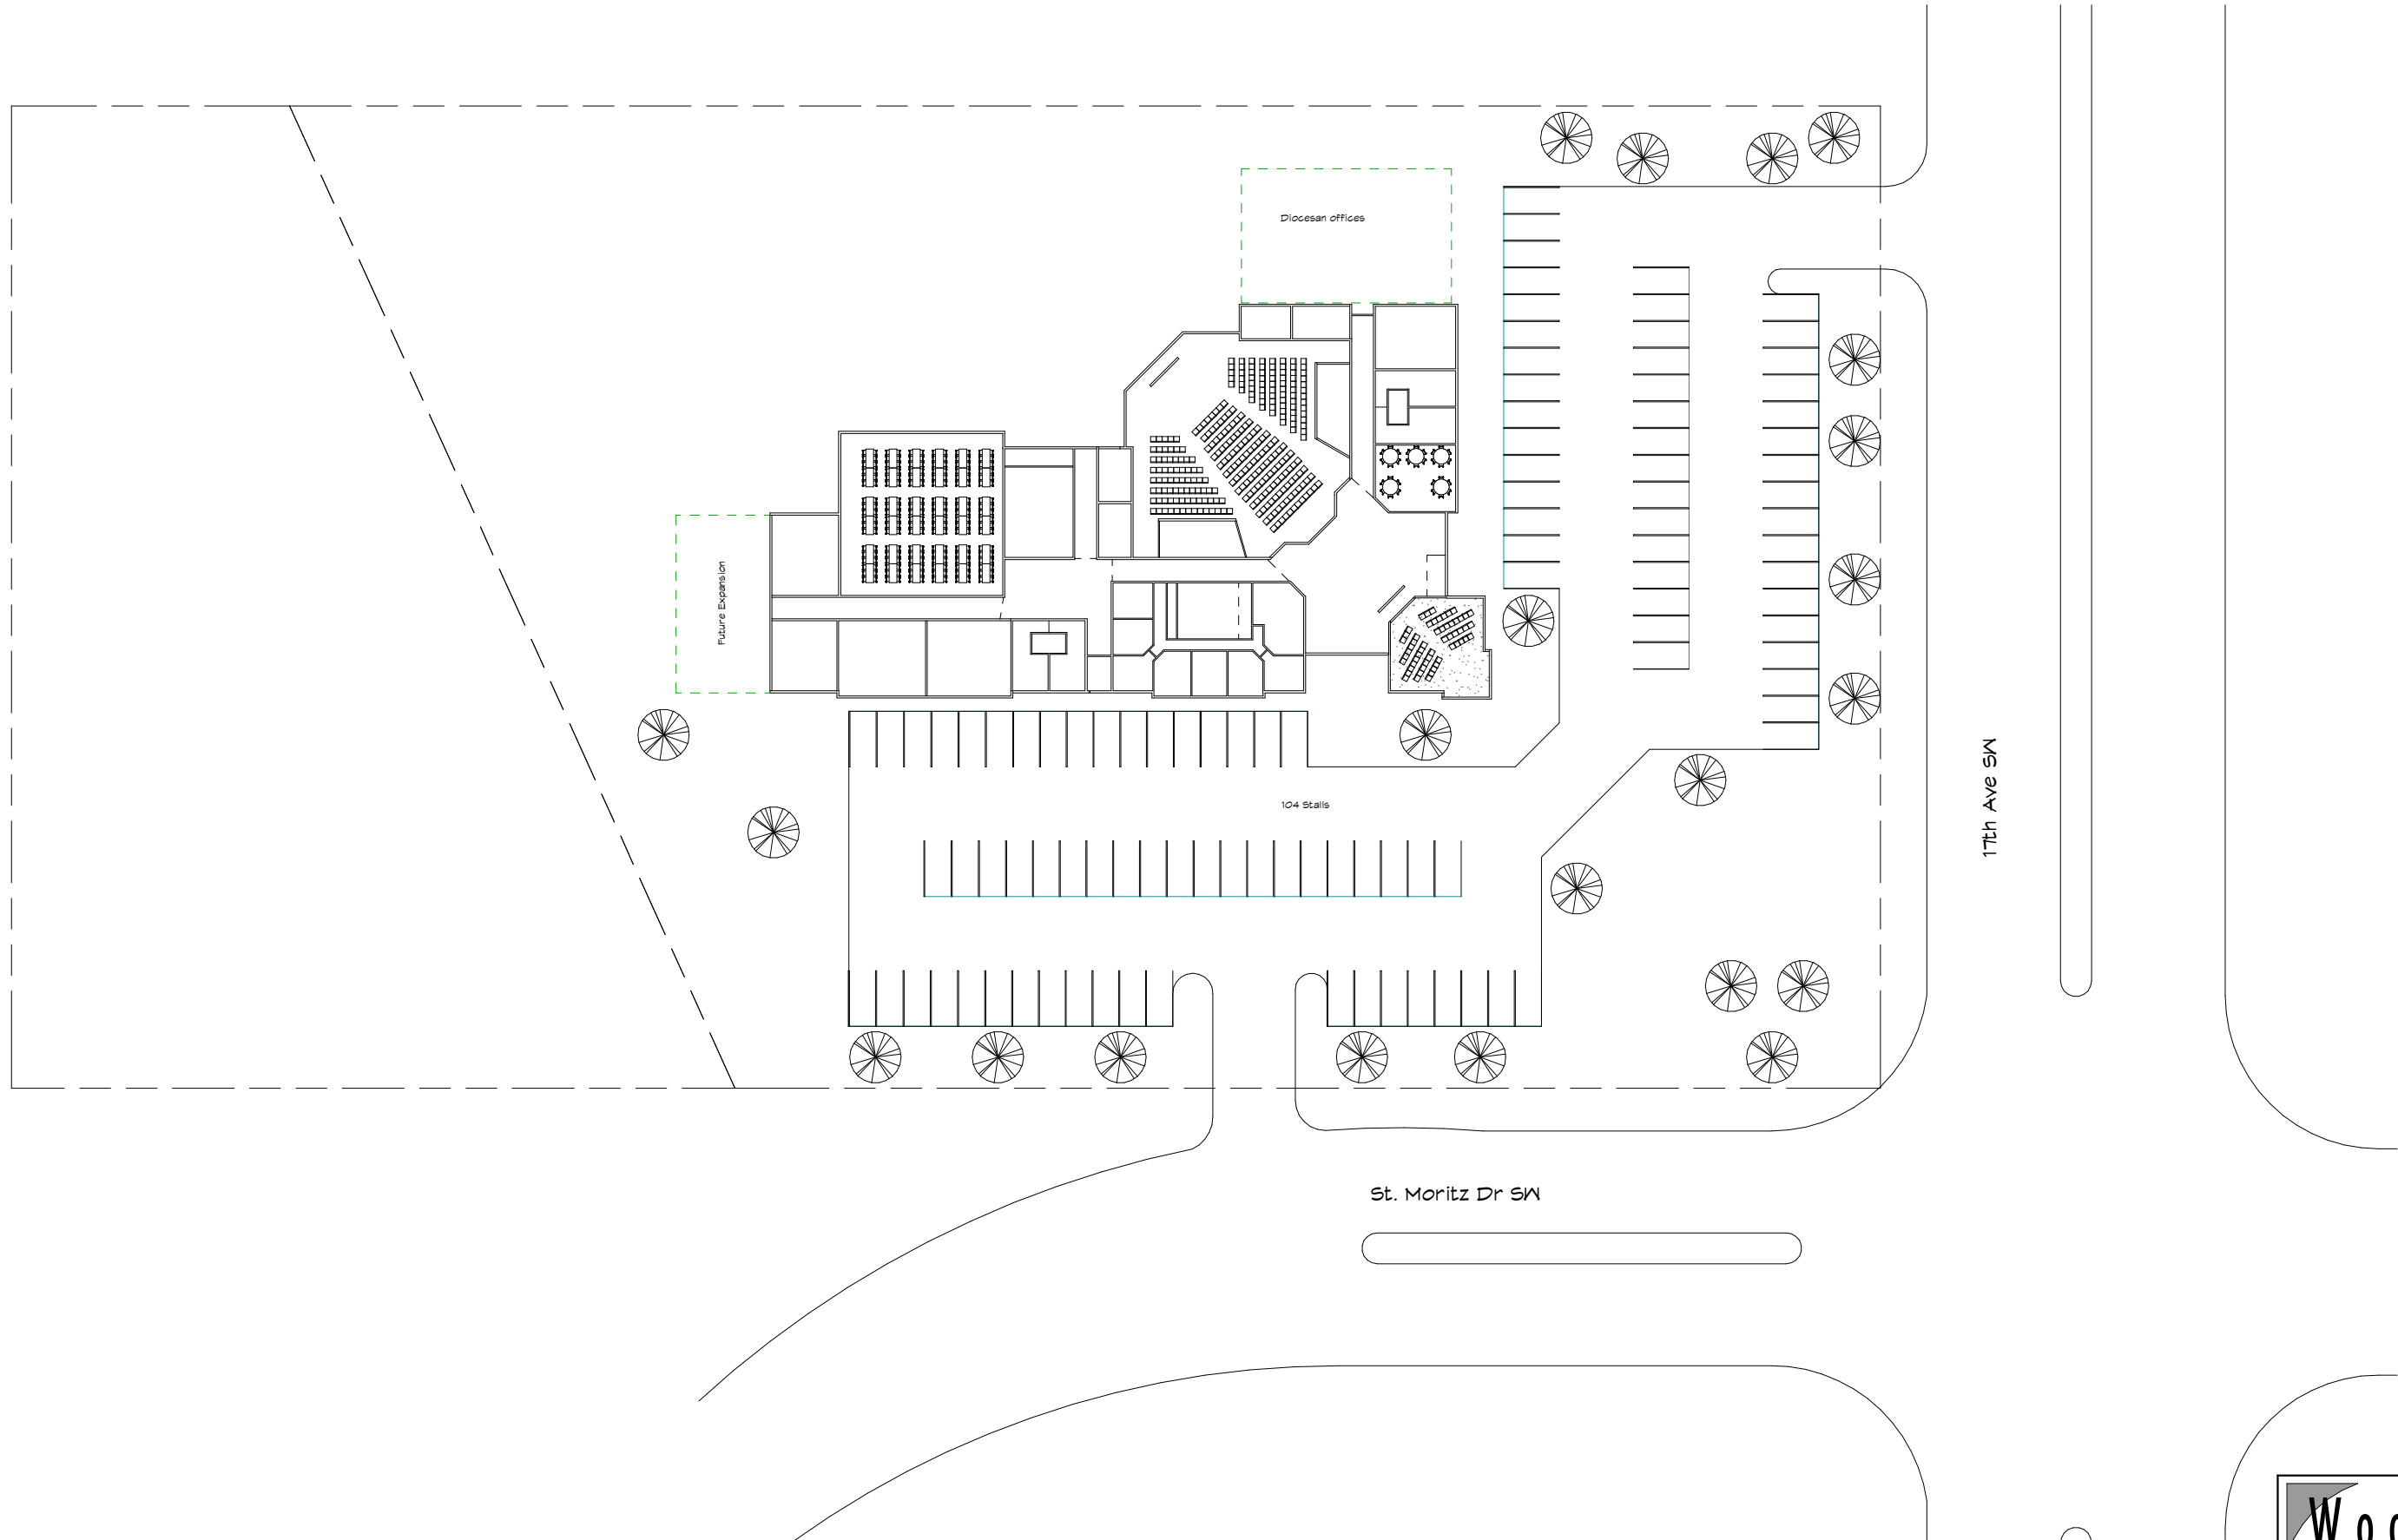 Diocesan offices
Future Expansion
104 Stalls
17th Ave SW
St. Moritz Dr SW